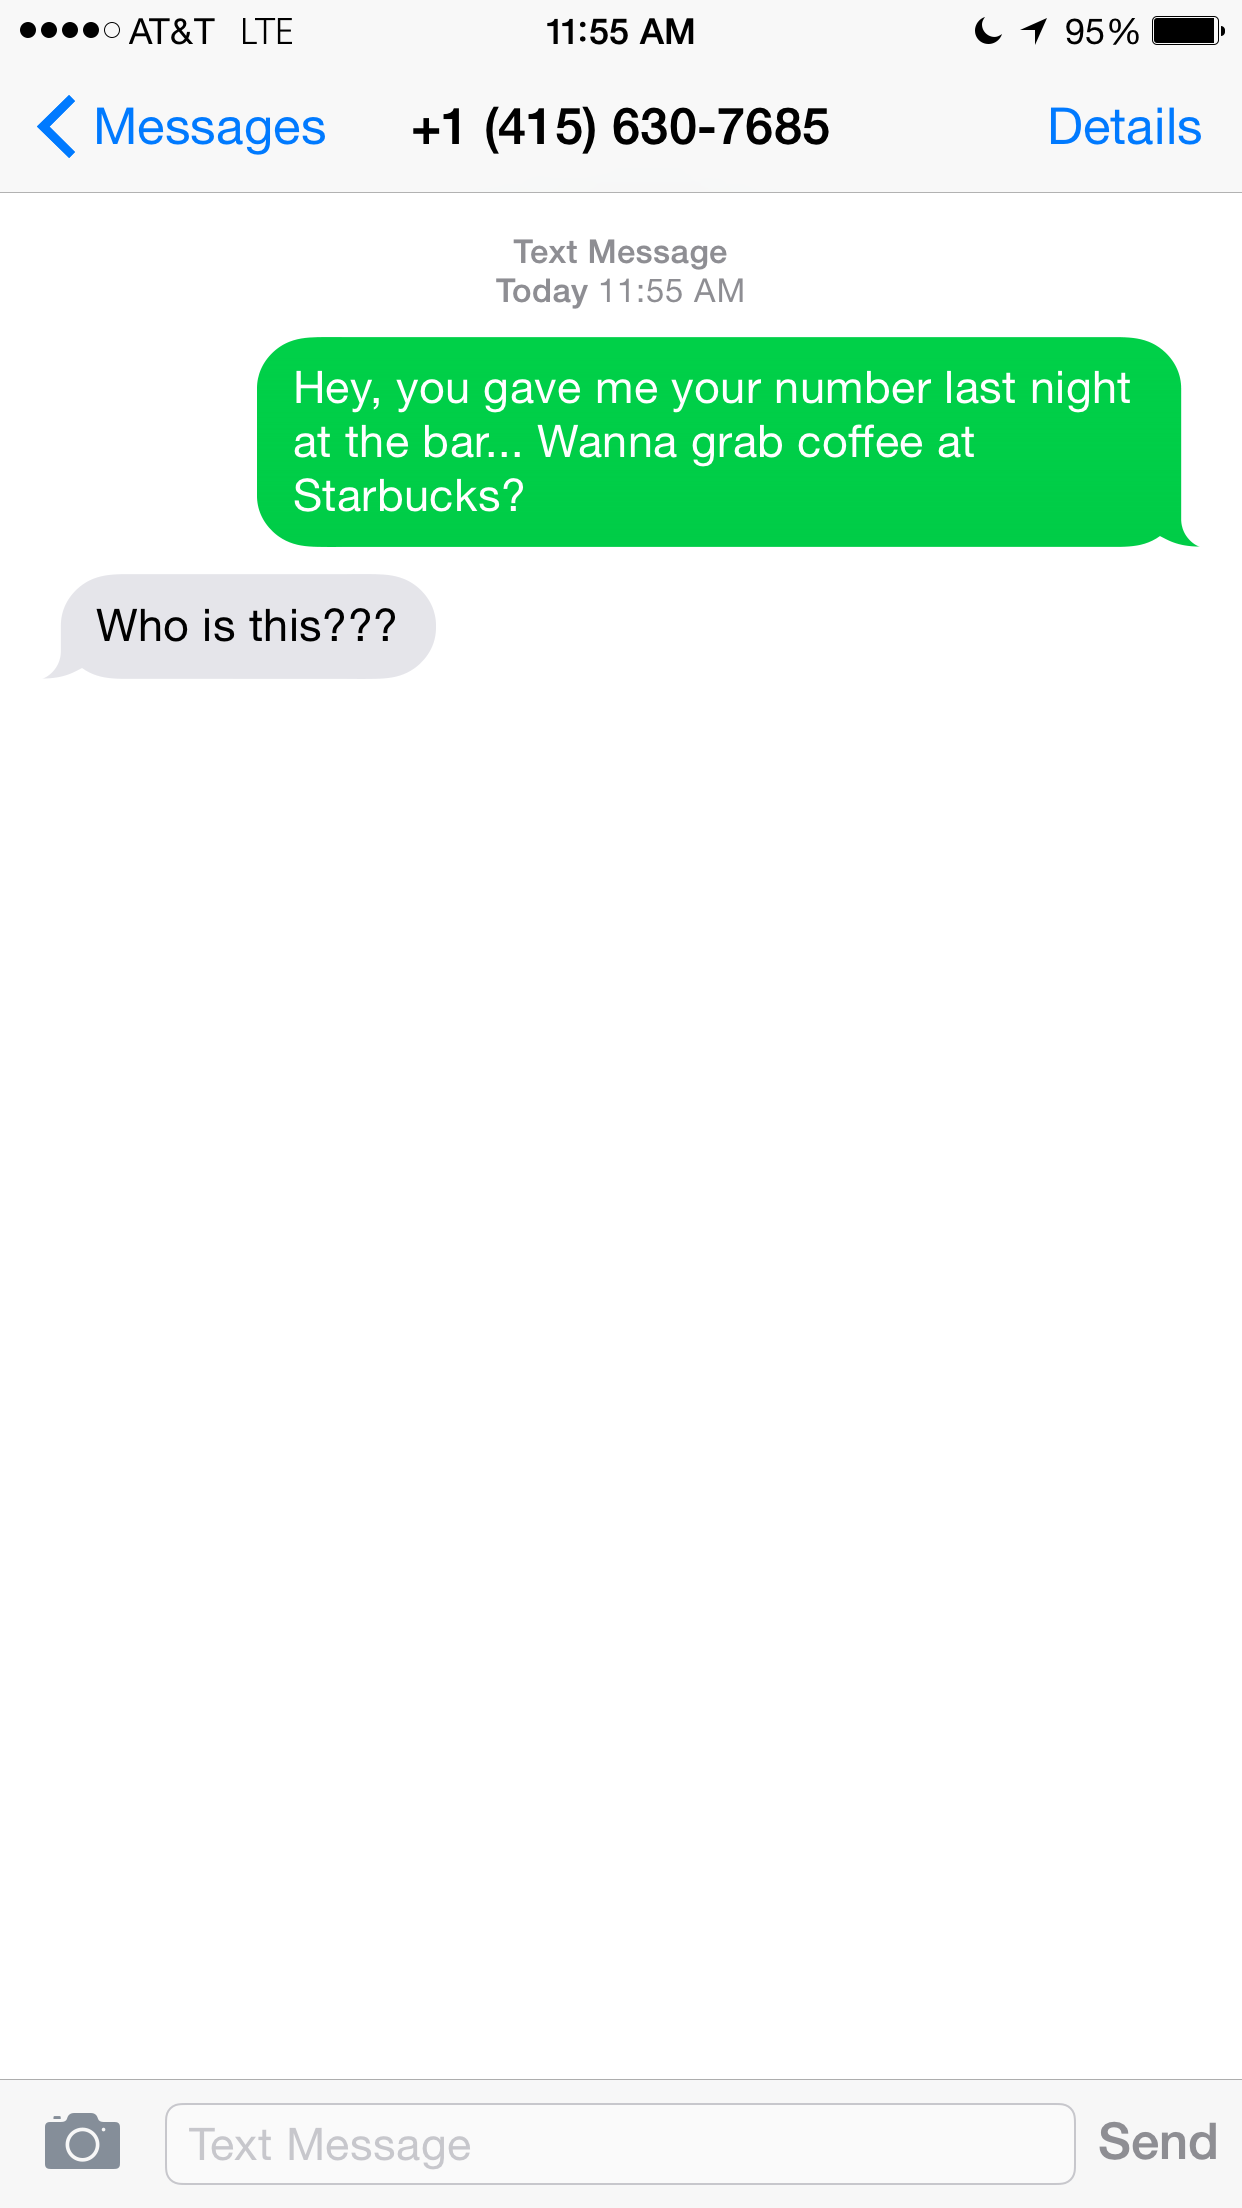 AT&T LTE 11:55 AM 95%
Messages +1 (415) 630-7685 Details
Text Message
Today 11:55 AM
Hey, you gave me your number last night
at the bar... Wanna grab coffee at
Starbucks?
Who is this???
Text Message Send